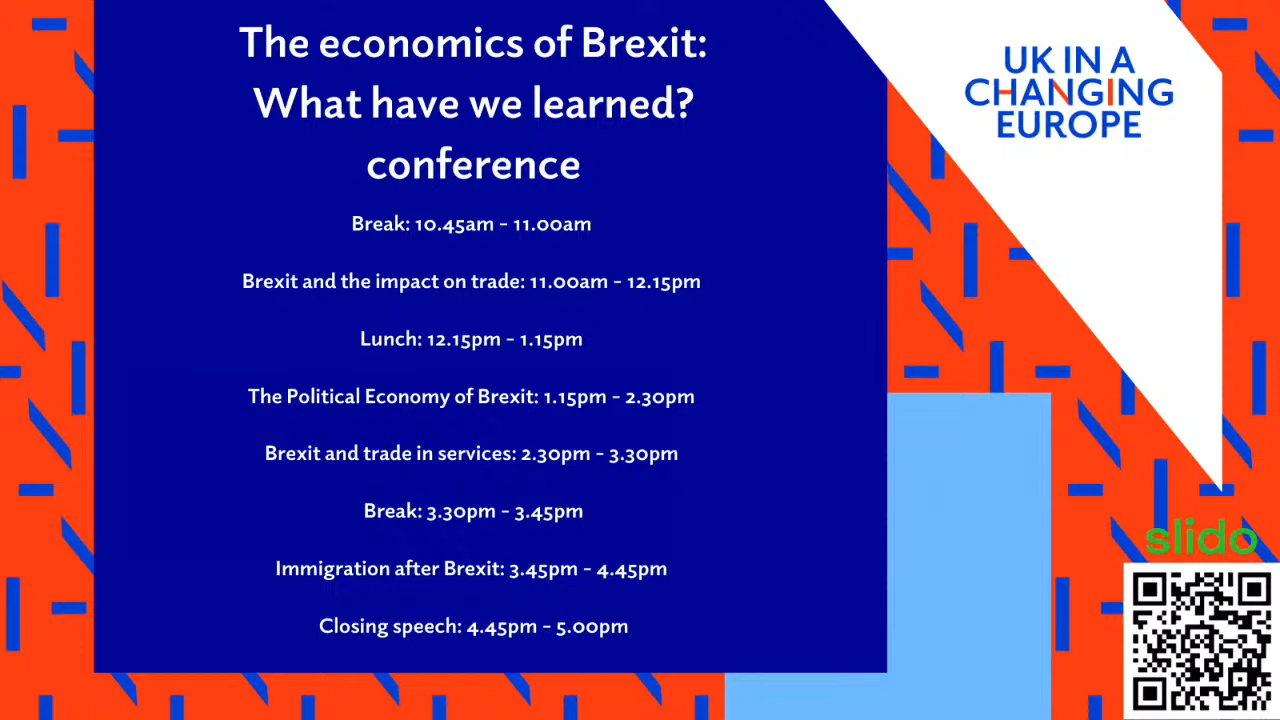 The economics of Brexit:
What have we learned?
conference
Break: 10.45am - 11.00am
Brexit and the impact on trade: 11.00am - 12.15pm
Lunch: 12.15pm - 1.15pm
The Political Economy of Brexit: 1.15pm - 2.30pm
Brexit and trade in services: 2.30pm - 3.30pm
Break: 3.30pm - 3.45pm
Immigration after Brexit: 3.45pm - 4.45pm
Closing speech: 4.45pm - 5.00pm
UK IN A
CHANGING
EUROPE
slido